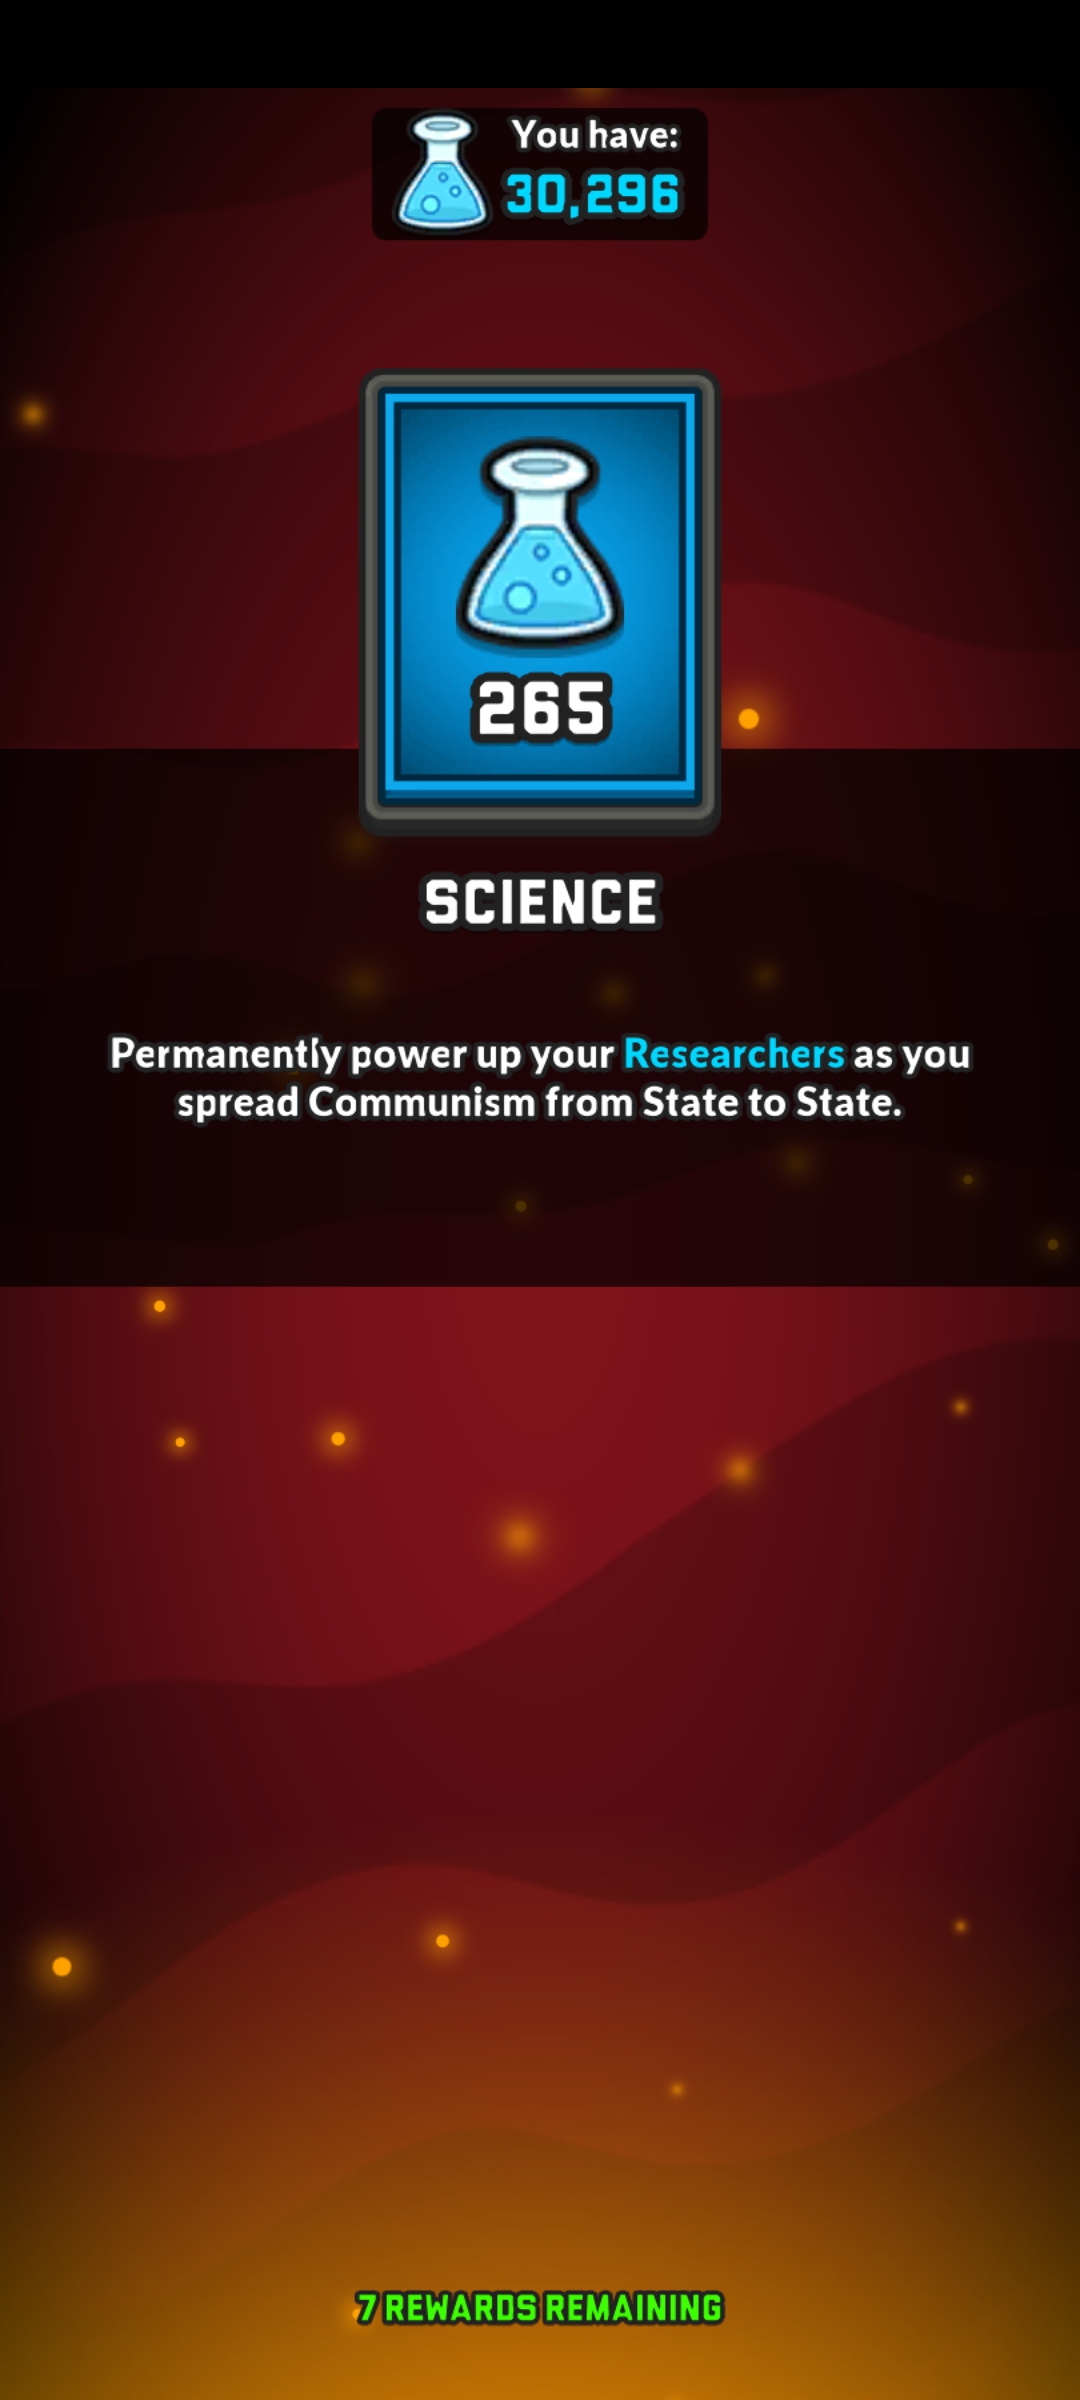 You have:
30,296
265
SCIENCE
Permanently power up your Researchers as you
spread Communism from State to State.
7 REWARDS REMAINING